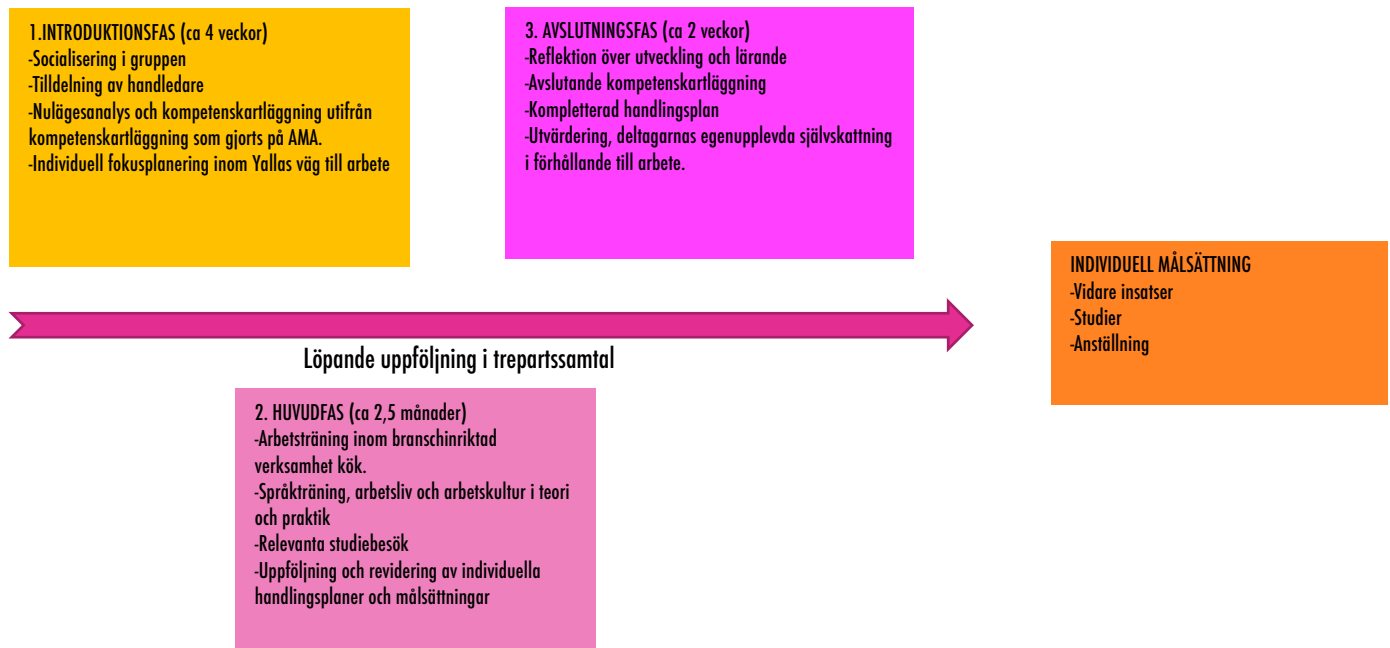 1.INTRODUKTIONSFAS (ca 4 veckor)
-Socialisering i gruppen
-Tilldelning av handledare
-Nulägesanalys och kompetenskartläggning utifrån
kompetenskartläggning som gjorts på AMA.
-Individuell fokusplanering inom Yallas väg till arbete
3. AVSLUTNINGSFAS (ca 2 veckor)
-Reflektion över utveckling och lärande
-Avslutande kompetenskartläggning
-Kompletterad handlingsplan
-Utvärdering, deltagarnas egenupplevda självskattning
i förhållande till arbete.
INDIVIDUELL MÅLSÄTTNING
-Vidare insatser
-Studier
-Anställning
Löpande uppföljning i trepartssamtal
2. HUVUDFAS (ca 2,5 månader)
-Arbetsträning inom branschinriktad
verksamhet kök.
-Språkträning, arbetsliv och arbetskultur i teori
och praktik
-Relevanta studiebesök
-Uppföljning och revidering av individuella
handlingsplaner och målsättningar